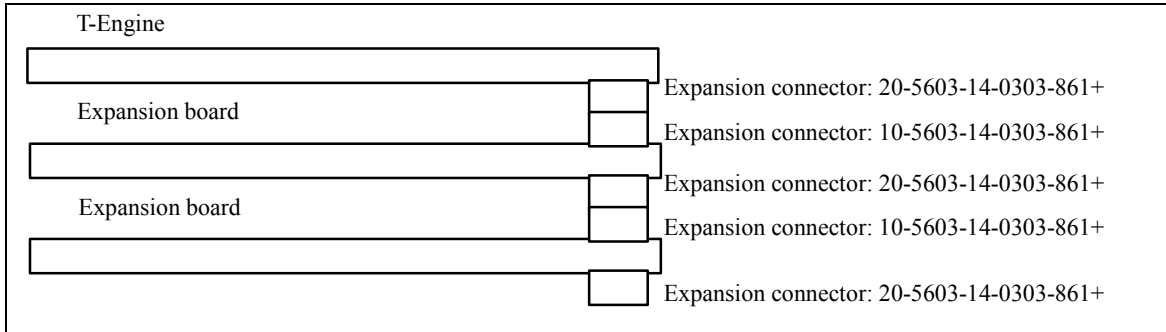 T-Engine
Expansion connector: 20-5603-14-0303-861+
Expansion board
Expansion connector: 10-5603-14-0303-861+
Expansion connector: 20-5603-14-0303-861+
Expansion board
Expansion connector: 10-5603-14-0303-861+
Expansion connector: 20-5603-14-0303-861+